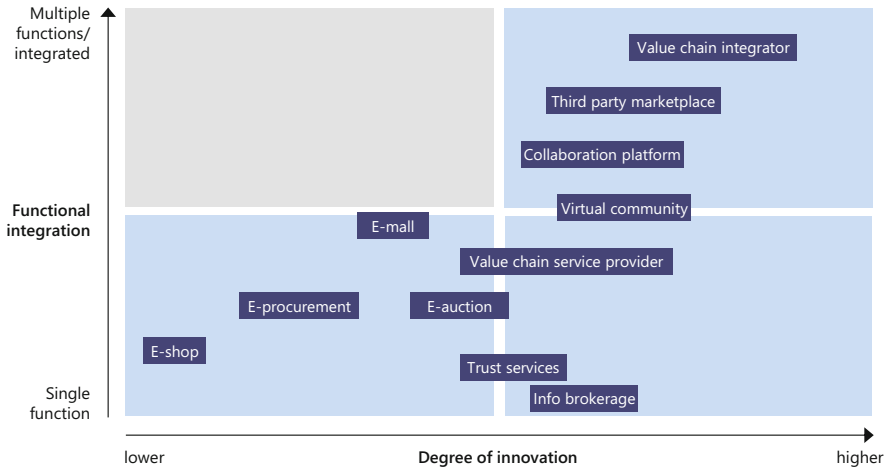 Multiple
functions/
integrated
Value chain integrator
Third party marketplace
Collaboration platform
Functional
integration
Virtual community
E-mall
Value chain service provider
E-procurement
E-auction
E-shop
Trust services
Single
function
Info brokerage
lower
Degree of innovation
higher